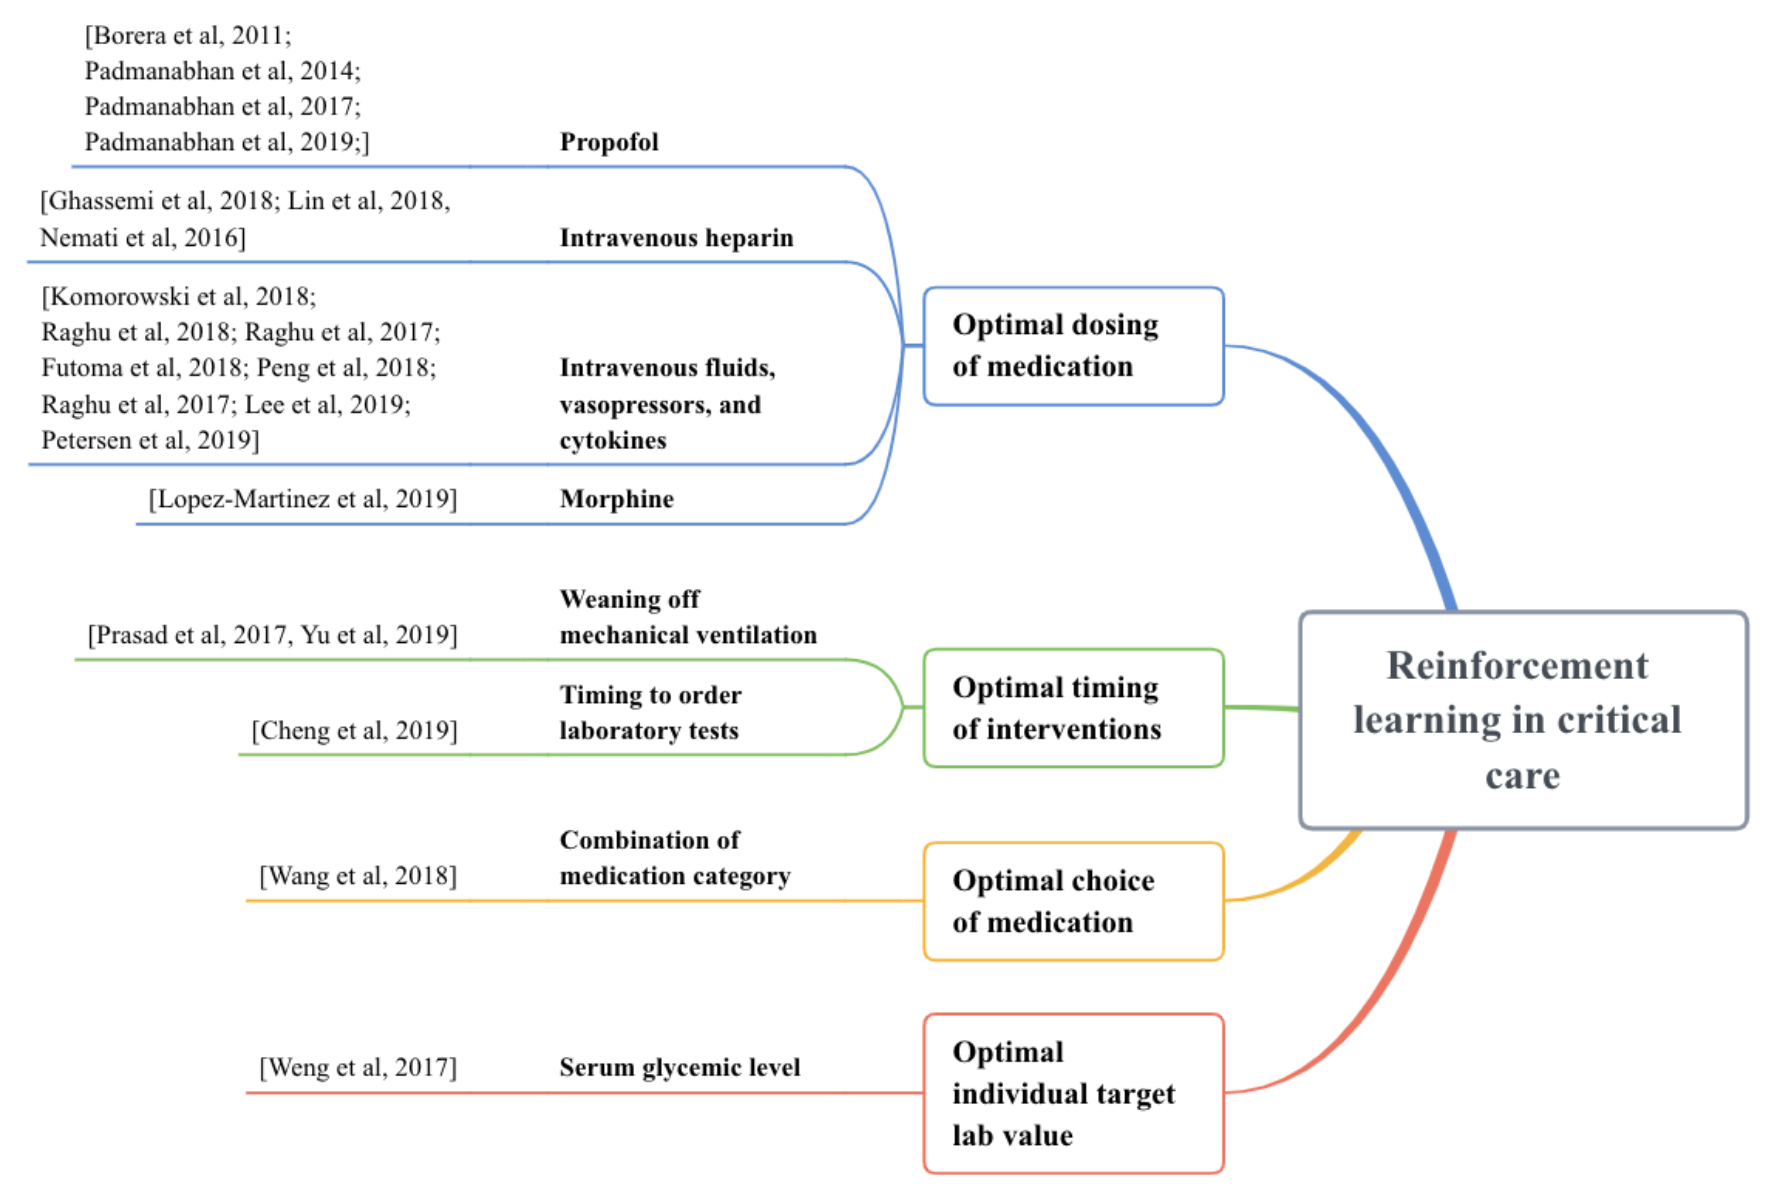 [Borera et al, 2011;
Padmanabhan et al, 2014;
Padmanabhan et al, 2017;
Padmanabhan et al, 2019;]
Propofol
[Ghassemi et al, 2018; Lin et al, 2018,
Nemati et al, 2016]
Intravenous heparin
[Komorowski et al, 2018;
Raghu et al, 2018; Raghu et al, 2017;
Futoma et al, 2018; Peng et al, 2018;
Raghu et al, 2017; Lee et al, 2019;
Petersen et al, 2019]
Intravenous fluids,
vasopressors, and
cytokines
[Lopez-Martinez et al, 2019]
Morphine
Optimal dosing
of medication
[Prasad et al, 2017, Yu et al, 2019]
Weaning off
mechanical ventilation
[Cheng et al, 2019]
Timing to order
laboratory tests
Optimal timing
of interventions
[Wang et al, 2018]
Combination of
medication category
Optimal choice
of medication
[Weng et al, 2017]
Serum glycemic level
Optimal
individual target
lab value
Reinforcement
learning in critical
care